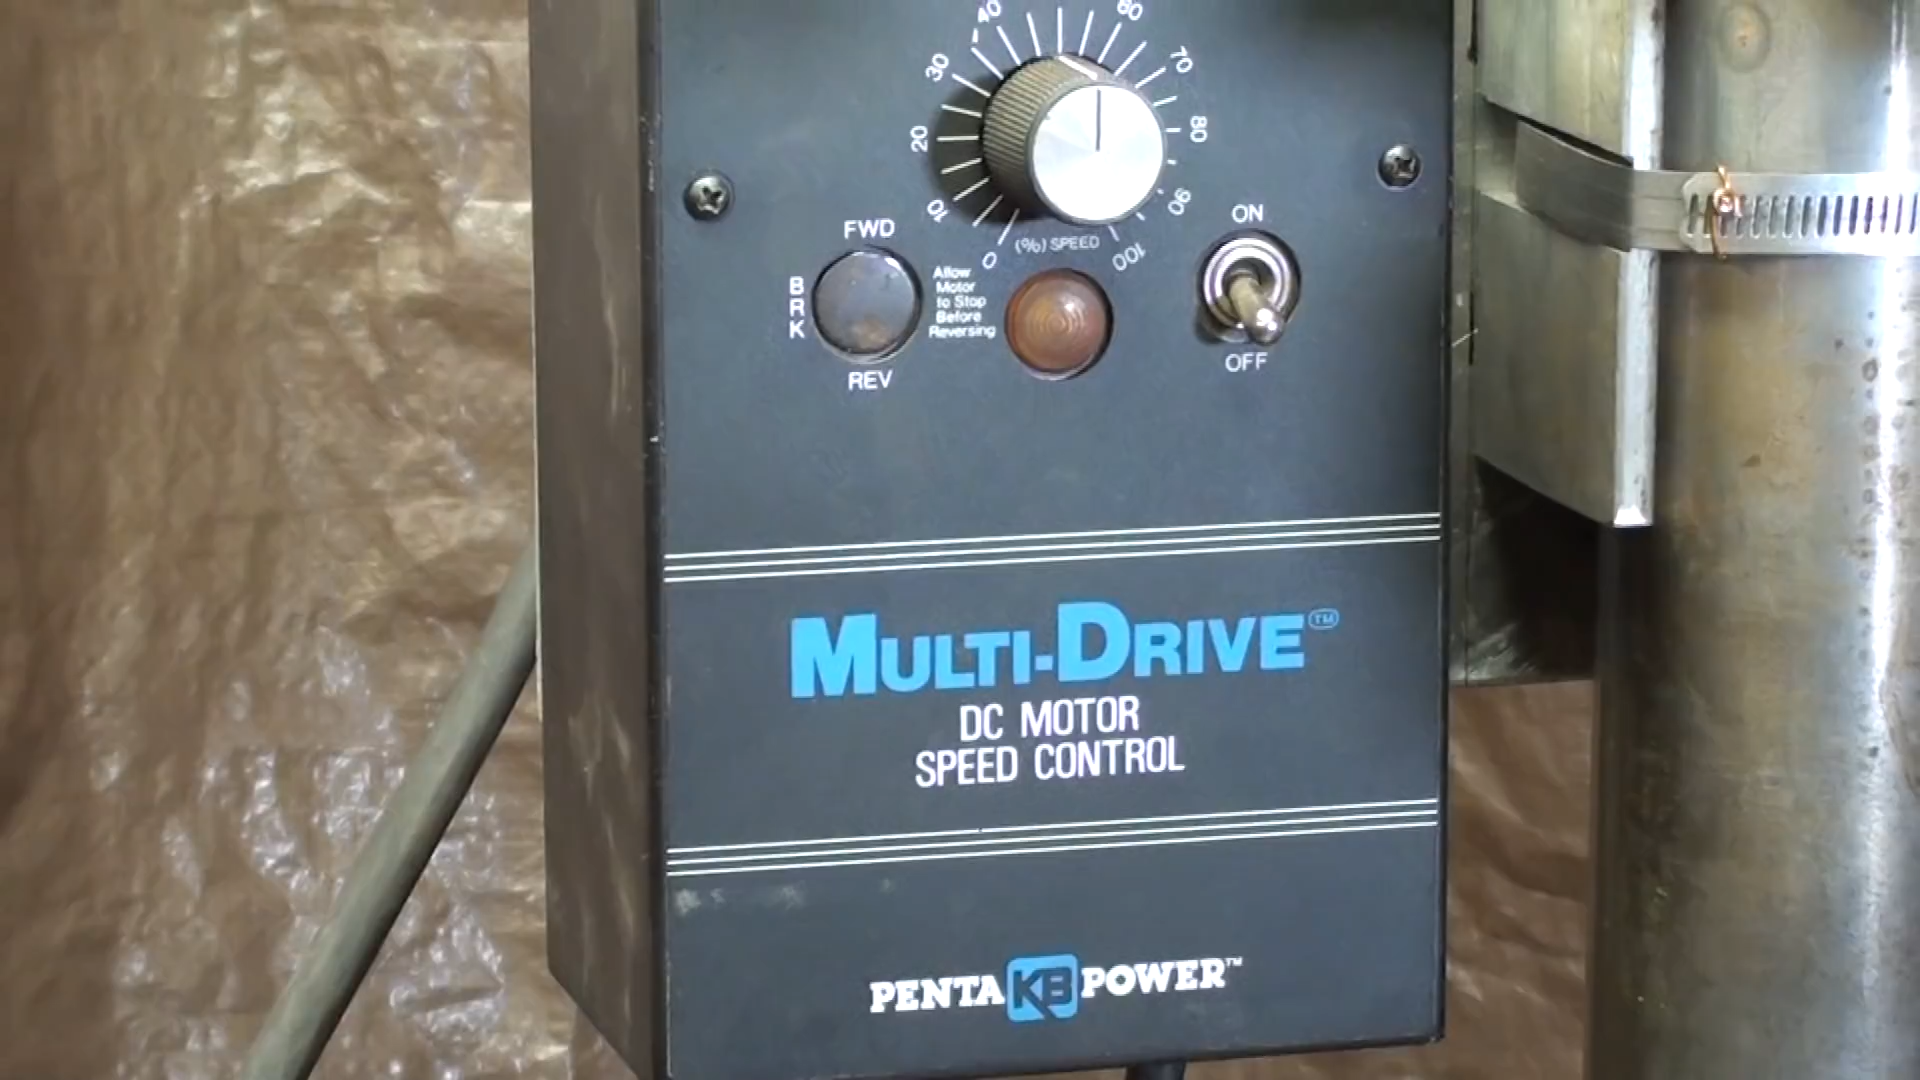 40 60
30 70
20 80
10 90
0 (%) SPEED 100
FWD
B
R
K
REV
Allow
Motor
to Stop
Before
Reversing
ON
OFF
MULTI-DRIVE™
DC MOTOR
SPEED CONTROL
PENTA KB POWER™